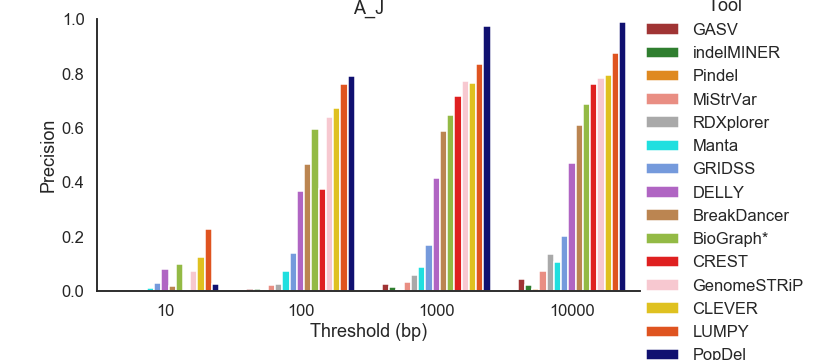 A_J
Tool
1.0
0.8
0.6
0.4
0.2
0.0
Precision
10
100
1000
10000
Threshold (bp)
GASV
indelMINER
Pindel
MiStrVar
RDXplorer
Manta
GRIDSS
DELLY
BreakDancer
BioGraph*
CREST
GenomeSTRiP
CLEVER
LUMPY
PopDel